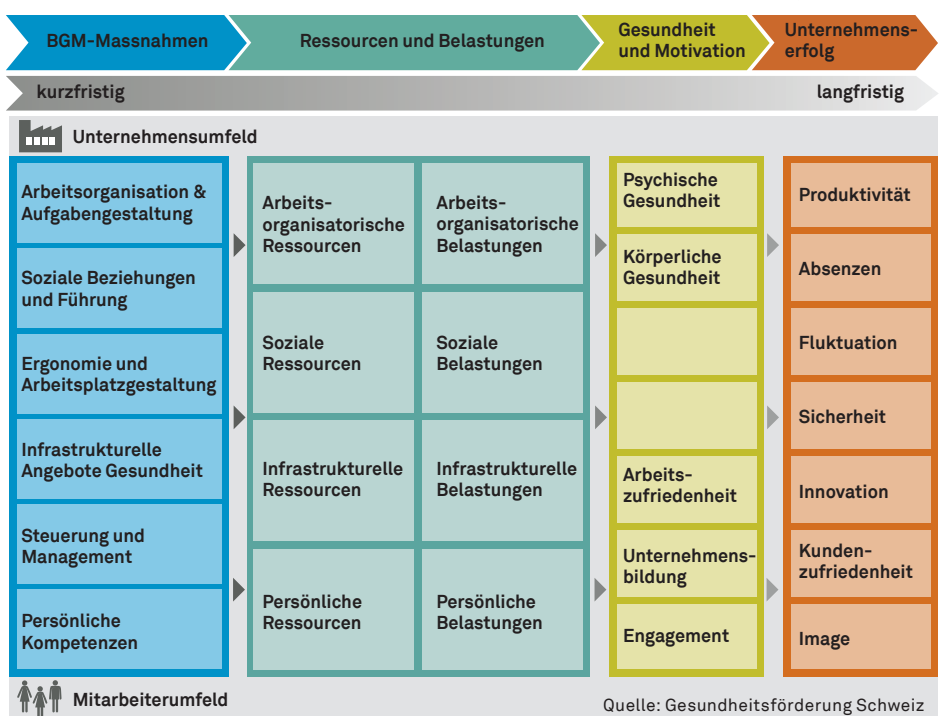 BGM-Massnahmen
Ressourcen und Belastungen
Gesundheit
und Motivation
Unternehmens-
erfolg
kurzfristig
langfristig
Unternehmensumfeld
Arbeitsorganisation &
Aufgabengestaltung
Soziale Beziehungen
und Führung
Ergonomie und
Arbeitsplatzgestaltung
Infrastrukturelle
Angebote Gesundheit
Steuerung und
Management
Persönliche
Kompetenzen
Arbeits-
organisatorische
Ressourcen
Soziale
Ressourcen
Infrastrukturelle
Ressourcen
Persönliche
Ressourcen
Arbeits-
organisatorische
Belastungen
Soziale
Belastungen
Infrastrukturelle
Belastungen
Persönliche
Belastungen
Psychische
Gesundheit
Körperliche
Gesundheit
Arbeits-
zufriedenheit
Unternehmens-
bildung
Engagement
Produktivität
Absenzen
Fluktuation
Sicherheit
Innovation
Kunden-
zufriedenheit
Image
Mitarbeiterumfeld
Quelle: Gesundheitsförderung Schweiz